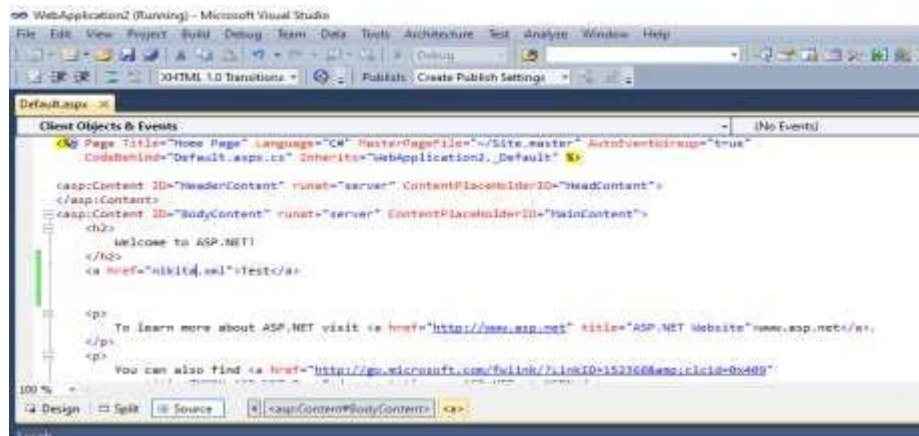 WebApplication2 (Running) - Microsoft Visual Studio
File Edit View Project Build Debug Team Data Tools Architecture Test Analyze Window Help
Debug
XHTML 1.0 Transitiona Publish: Create Publish Settings
Default.aspx
Client Objects & Events (No Events)
<%@ Page Title="Home Page" Language="C#" MasterPageFile="~/Site.master" AutoEventWireup="true"
CodeBehind="Default.aspx.cs" Inherits="WebApplication2._Default" %>
<asp:Content ID="HeaderContent" runat="server" ContentPlaceHolderID="HeadContent">
</asp:Content>
<asp:Content ID="BodyContent" runat="server" ContentPlaceHolderID="MainContent">
<h2>
Welcome to ASP.NET!
</h2>
<a href="nikita.xml">Test</a>
<p>
To learn more about ASP.NET visit <a href="http://www.asp.net" title="ASP.NET Website">www.asp.net</a>.
</p>
<p>
You can also find <a href="http://go.microsoft.com/fwlink/?LinkID=152368&amp;clcid=0x409"
100 %
Design Split Source <asp:Content#BodyContent> <a>